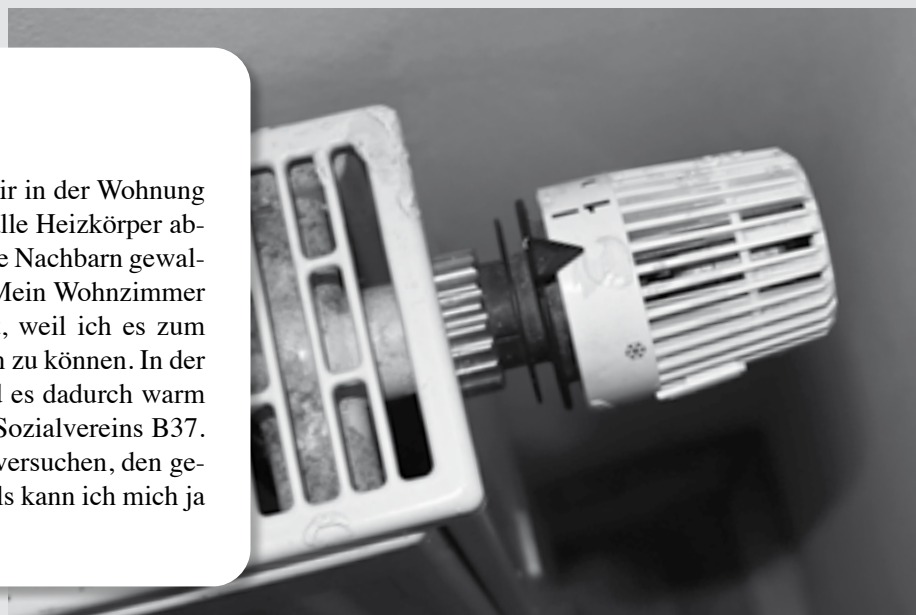 ir in der Wohnung
lle Heizkörper ab-
e Nachbarn gewal-
Mein Wohnzimmer
, weil ich es zum
n zu können. In der
l es dadurch warm
Sozialvereins B37.
versuchen, den ge-
ls kann ich mich ja
1